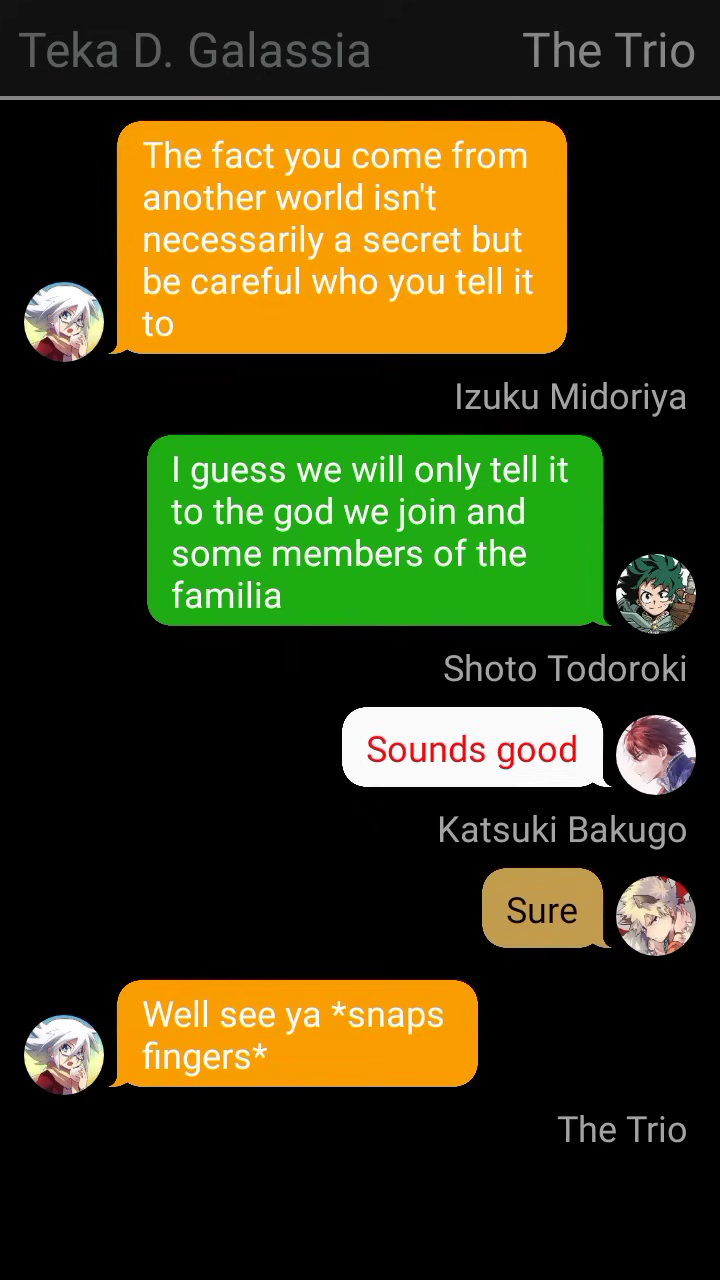 Teka D. Galassia The Trio
The fact you come from
another world isn't
necessarily a secret but
be careful who you tell it
to
Izuku Midoriya
I guess we will only tell it
to the god we join and
some members of the
familia
Shoto Todoroki
Sounds good
Katsuki Bakugo
Sure
Well see ya *snaps
fingers*
The Trio